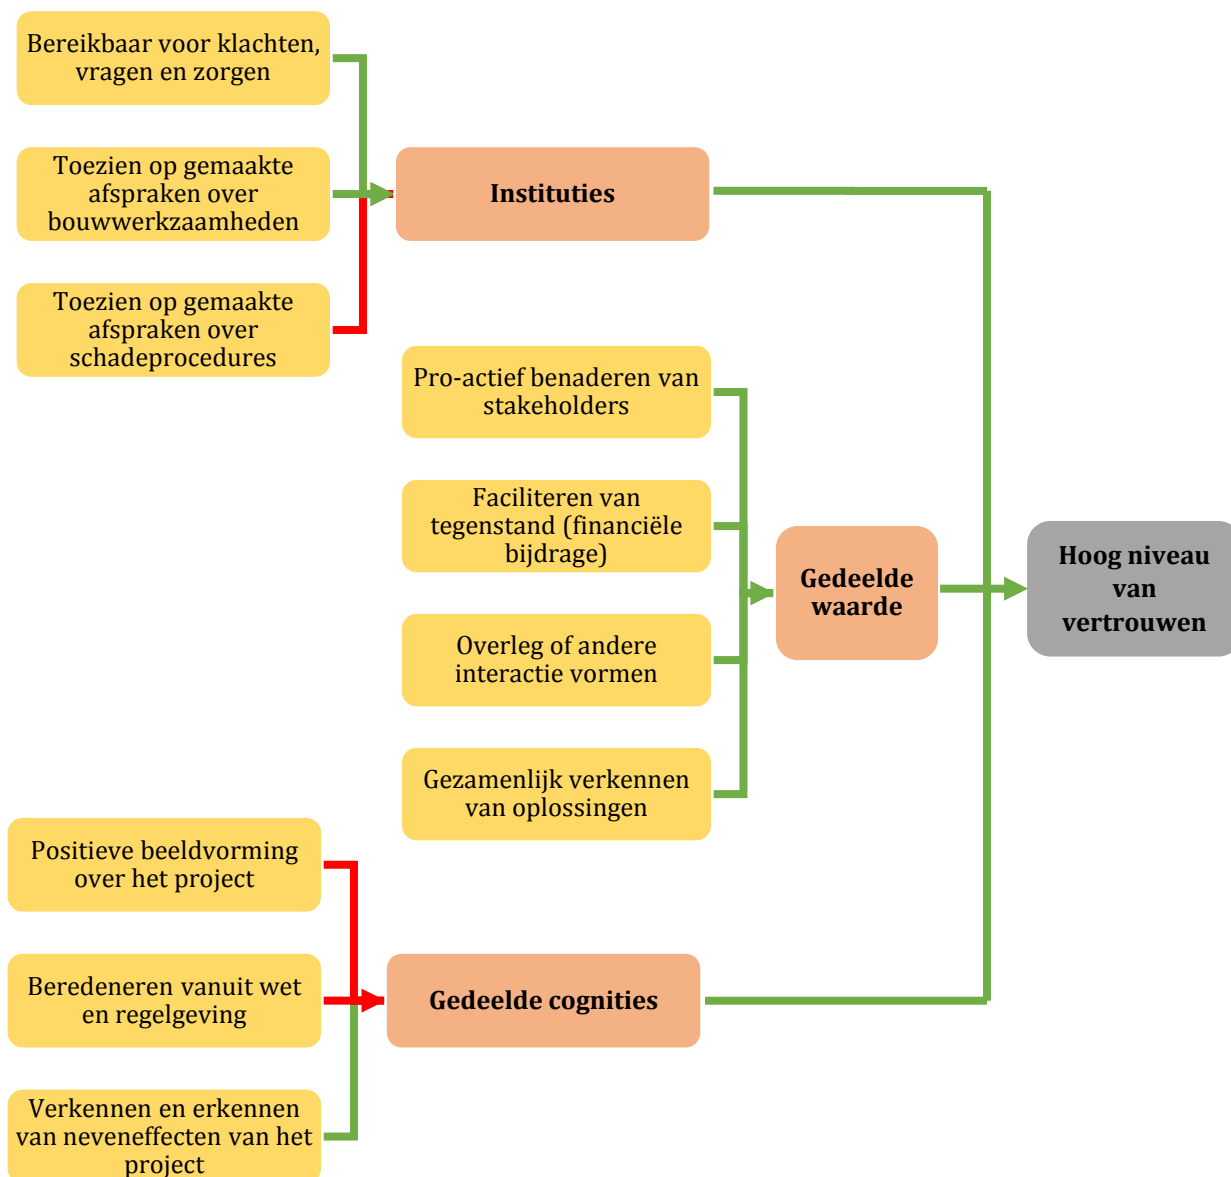 Bereikbaar voor klachten,
vragen en zorgen
Toezien op gemaakte
afspraken over
bouwwerkzaamheden
Toezien op gemaakte
afspraken over
schadeprocedures
Instituties
Pro-actief benaderen van
stakeholders
Faciliteren van
tegenstand (financiële
bijdrage)
Overleg of andere
interactie vormen
Gezamenlijk verkennen
van oplossingen
Gedeelde
waarde
Hoog niveau
van
vertrouwen
Positieve beeldvorming
over het project
Beredeneren vanuit wet
en regelgeving
Verkennen en erkennen
van neveneffecten van het
project
Gedeelde cognities